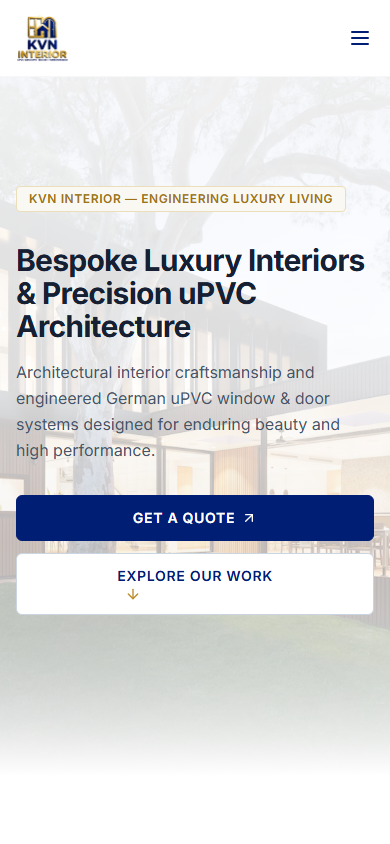 KVN
INTERIOR
KVN INTERIOR — ENGINEERING LUXURY LIVING
Bespoke Luxury Interiors
& Precision uPVC
Architecture
Architectural interior craftsmanship and
engineered German uPVC window & door
systems designed for enduring beauty and
high performance.
GET A QUOTE
EXPLORE OUR WORK